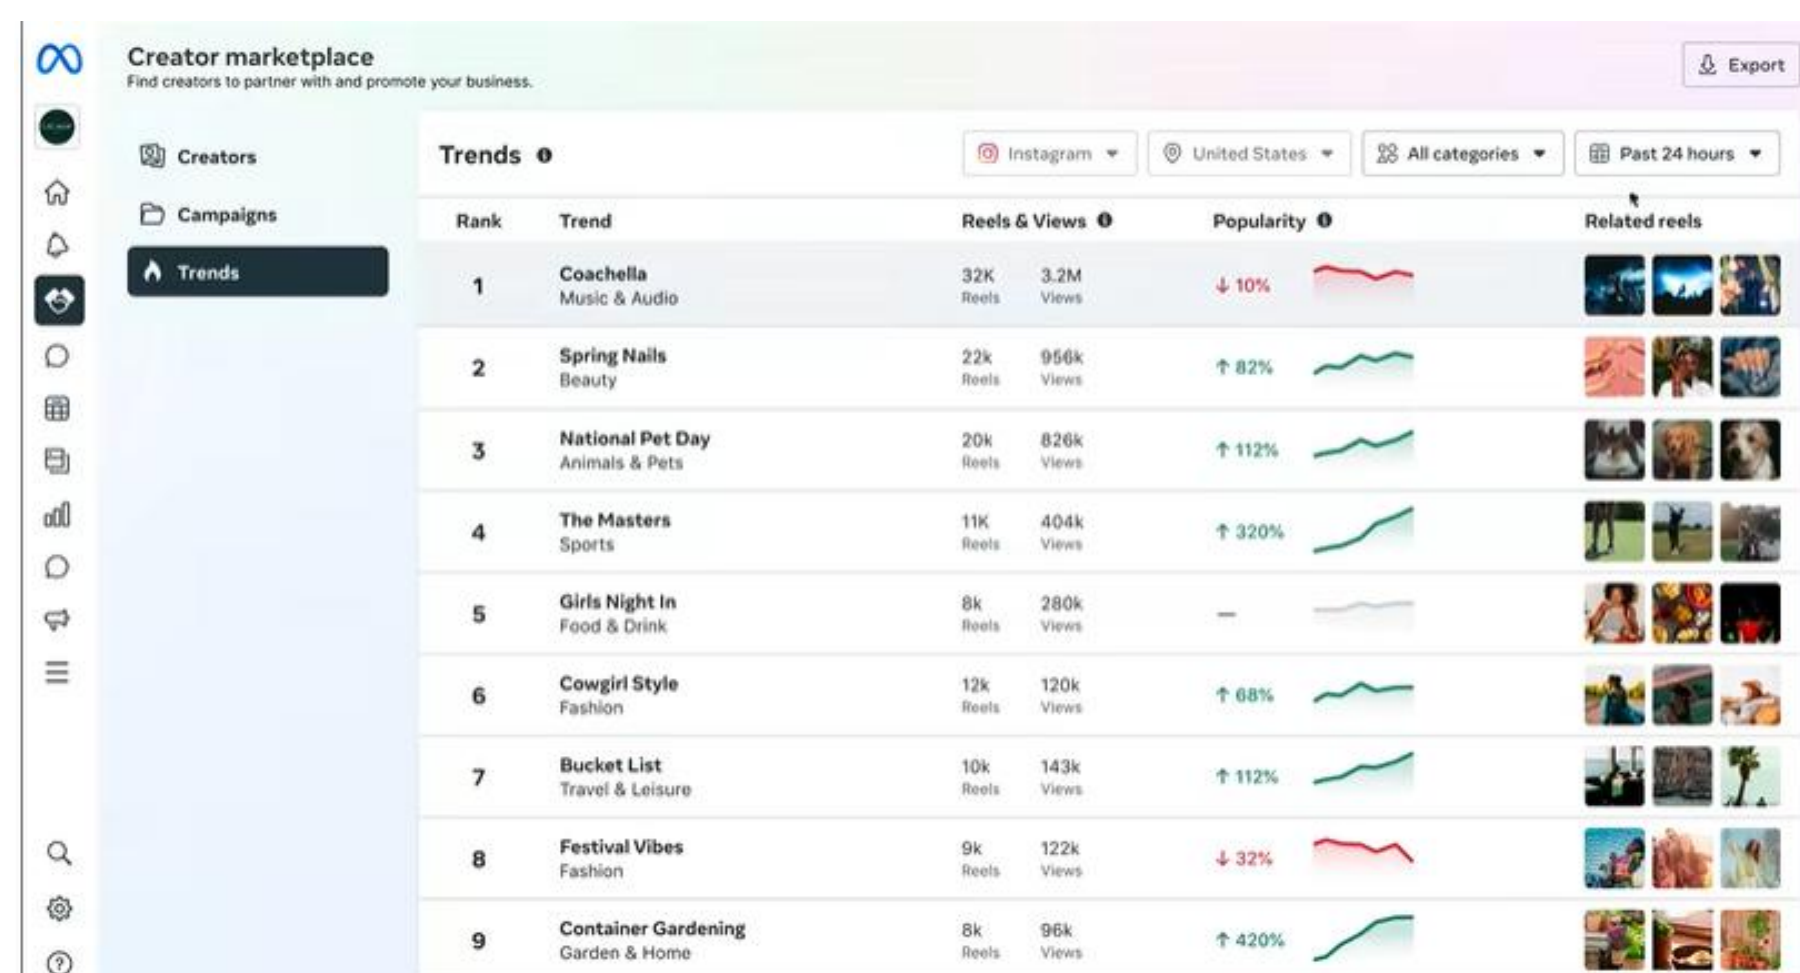 Creator marketplace
Find creators to partner with and promote your business.
Export
Creators
Campaigns
Trends
Trends
Instagram
United States
All categories
Past 24 hours
Rank Trend Reels & Views Popularity Related reels
1 Coachella 32K 3.2M ↓ 10%
Music & Audio Reels Views
2 Spring Nails 22k 956k ↑ 82%
Beauty Reels Views
3 National Pet Day 20k 826k ↑ 112%
Animals & Pets Reels Views
4 The Masters 11K 404k ↑ 320%
Sports Reels Views
5 Girls Night In 8k 280k —
Food & Drink Reels Views
6 Cowgirl Style 12k 120k ↑ 68%
Fashion Reels Views
7 Bucket List 10k 143k ↑ 112%
Travel & Leisure Reels Views
8 Festival Vibes 9k 122k ↓ 32%
Fashion Reels Views
9 Container Gardening 8k 96k ↑ 420%
Garden & Home Reels Views